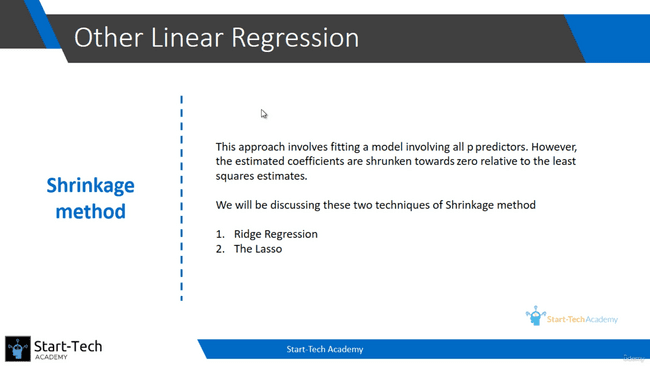 Other Linear Regression
Shrinkage
method
This approach involves fitting a model involving all p predictors. However,
the estimated coefficients are shrunken towards zero relative to the least
squares estimates.
We will be discussing these two techniques of Shrinkage method
1. Ridge Regression
2. The Lasso
Start-Tech Academy
Start-Tech
ACADEMY
Start-Tech Academy
Udemy